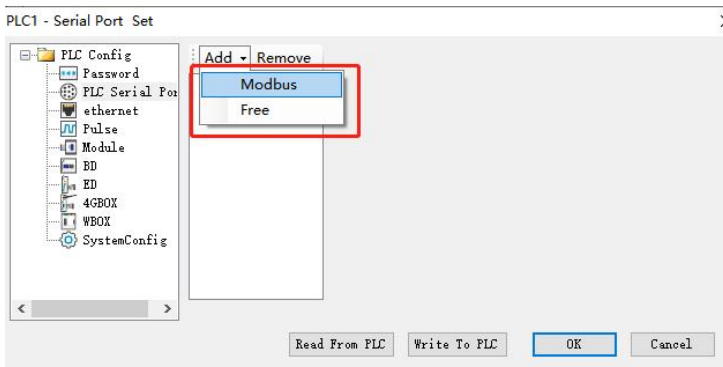 PLC1 - Serial Port Set
PLC Config
Password
PLC Serial Por
ethernet
Pulse
Module
BD
ED
4GBOX
WBOX
SystemConfig
Add Remove
Modbus
Free
Read From PLC Write To PLC OK Cancel